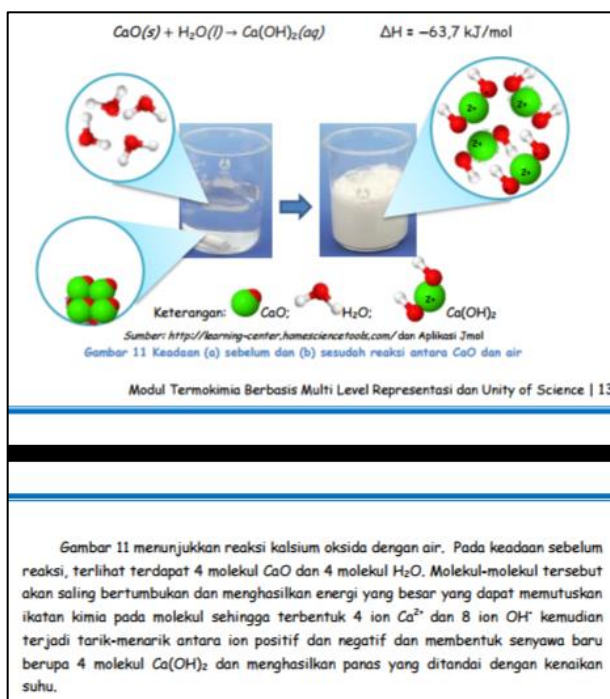 CaO(s) + H₂O(l) → Ca(OH)₂(aq) ΔH = −63,7 kJ/mol
2+
2+
2+
2+
Keterangan: CaO; H₂O; 2+ Ca(OH)₂
Sumber: http://learning-center.homesciencetools.com/ dan Aplikasi Jmol
Gambar 11 Keadaan (a) sebelum dan (b) sesudah reaksi antara CaO dan air
Modul Termokimia Berbasis Multi Level Representasi dan Unity of Science | 13
Gambar 11 menunjukkan reaksi kalsium oksida dengan air. Pada keadaan sebelum
reaksi, terlihat terdapat 4 molekul CaO dan 4 molekul H₂O. Molekul-molekul tersebut
akan saling bertumbukan dan menghasilkan energi yang besar yang dapat memutuskan
ikatan kimia pada molekul sehingga terbentuk 4 ion Ca²⁺ dan 8 ion OH⁻ kemudian
terjadi tarik-menarik antara ion positif dan negatif dan membentuk senyawa baru
berupa 4 molekul Ca(OH)₂ dan menghasilkan panas yang ditandai dengan kenaikan
suhu.